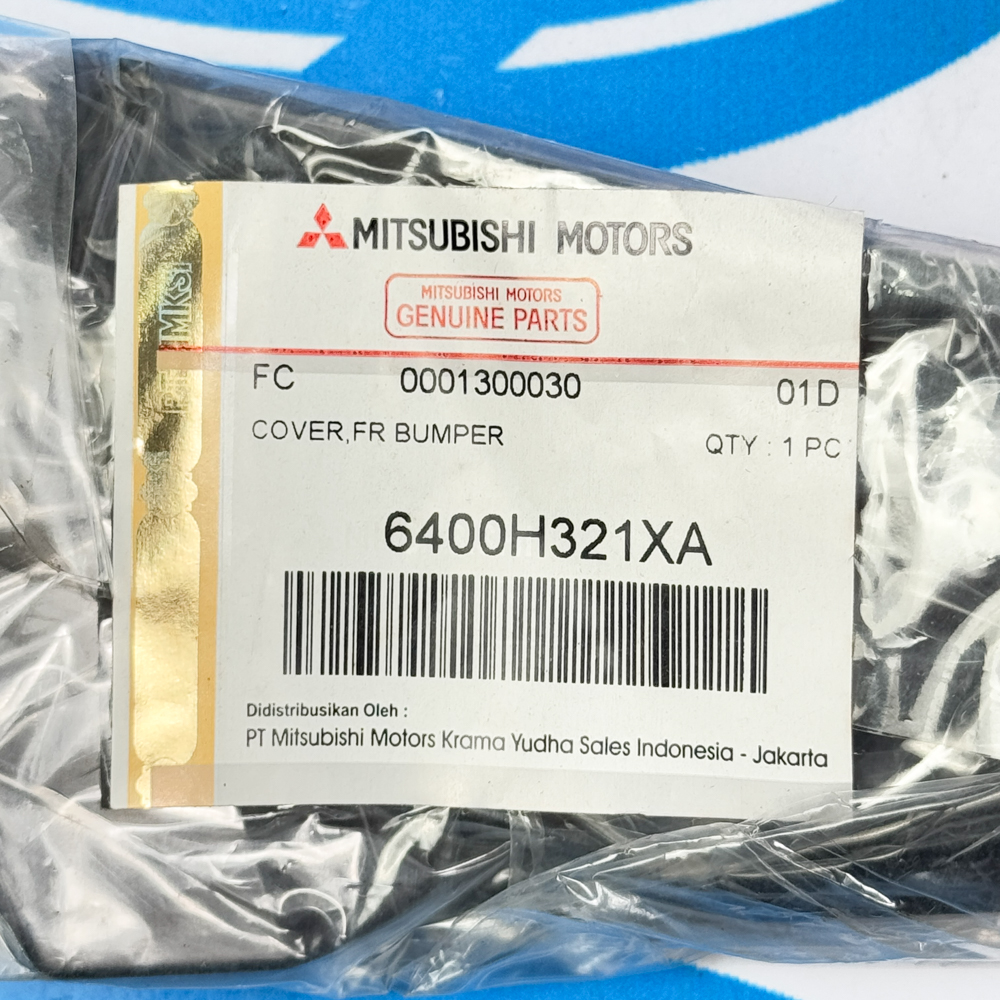 MITSUBISHI MOTORS
MITSUBISHI MOTORS
GENUINE PARTS
MKSI
FC 0001300030 01D
COVER,FR BUMPER QTY : 1 PC
6400H321XA
Didistribusikan Oleh :
PT Mitsubishi Motors Krama Yudha Sales Indonesia - Jakarta